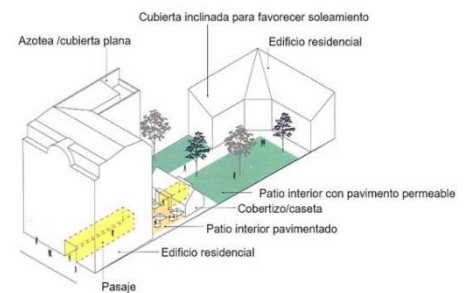 Cubierta inclinada para favorecer soleamiento
Azotea /cubierta plana
Edificio residencial
Patio interior con pavimento permeable
Cobertizo/caseta
Patio interior pavimentado
Edificio residencial
Pasaje